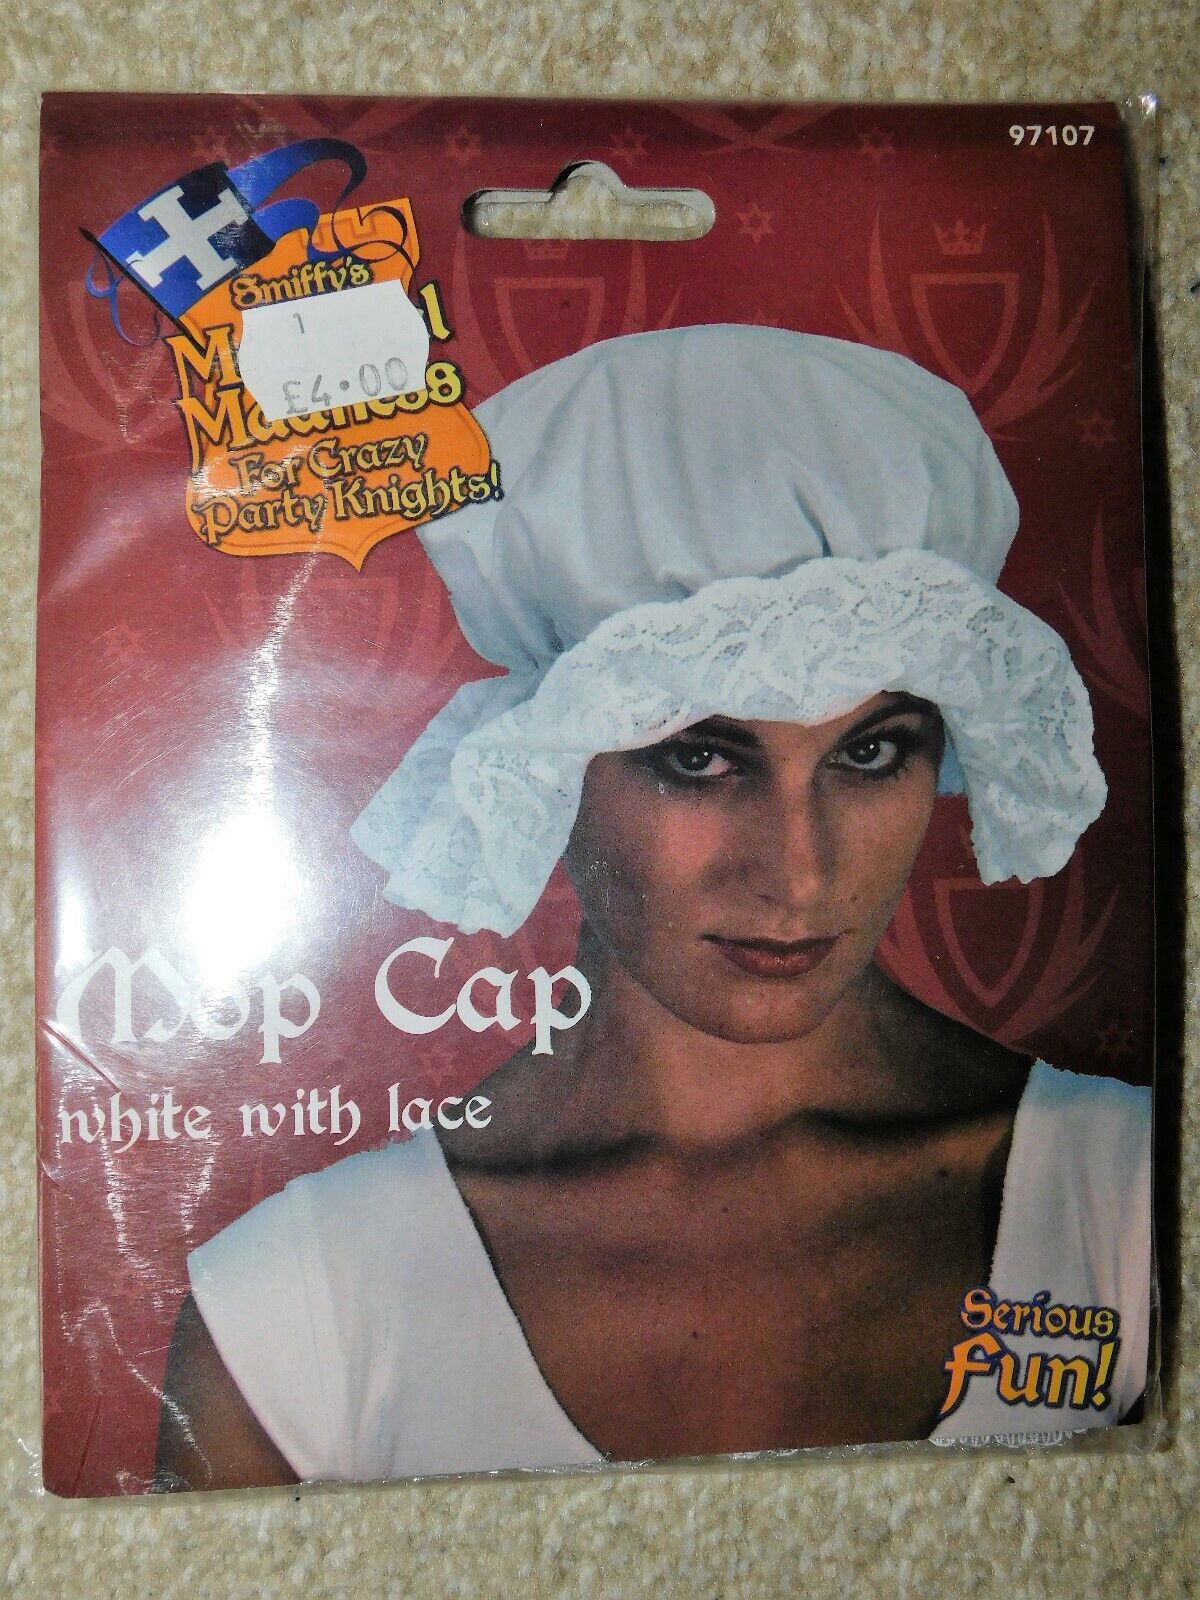 97107
Smiffy's
1
£4.00
Madness
For Crazy
Party Knights!
Mop Cap
white with lace
Serious
Fun!